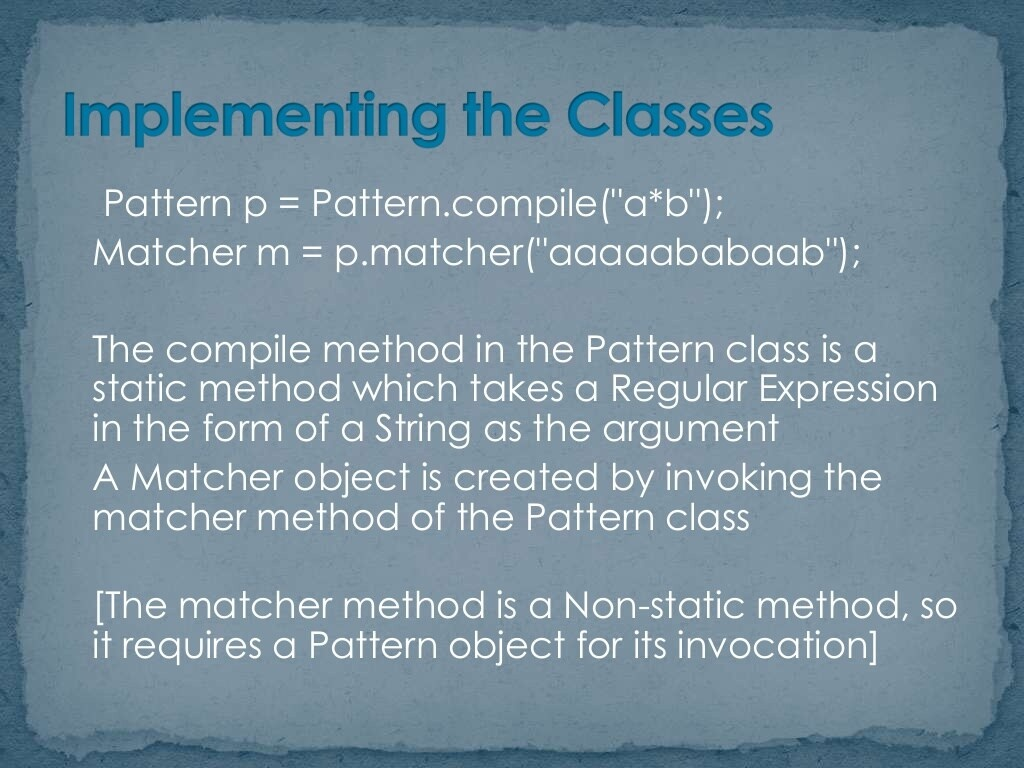 Implementing the Classes
Pattern p = Pattern.compile("a*b");
Matcher m = p.matcher("aaaaababaab");
The compile method in the Pattern class is a
static method which takes a Regular Expression
in the form of a String as the argument
A Matcher object is created by invoking the
matcher method of the Pattern class
[The matcher method is a Non-static method, so
it requires a Pattern object for its invocation]